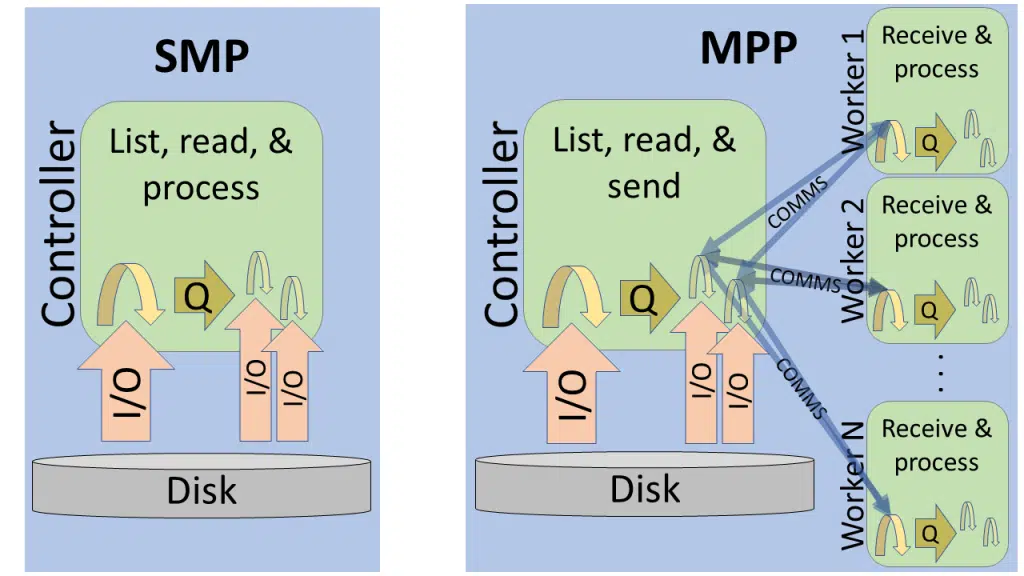 SMP
Controller
List, read, &
process
Q
I/O
I/O
I/O
Disk
MPP
Controller
List, read, &
send
Q
I/O
I/O
I/O
Disk
COMMS
COMMS
COMMS
Worker 1
Receive &
process
Q
Worker 2
Receive &
process
Q
Worker N
Receive &
process
Q